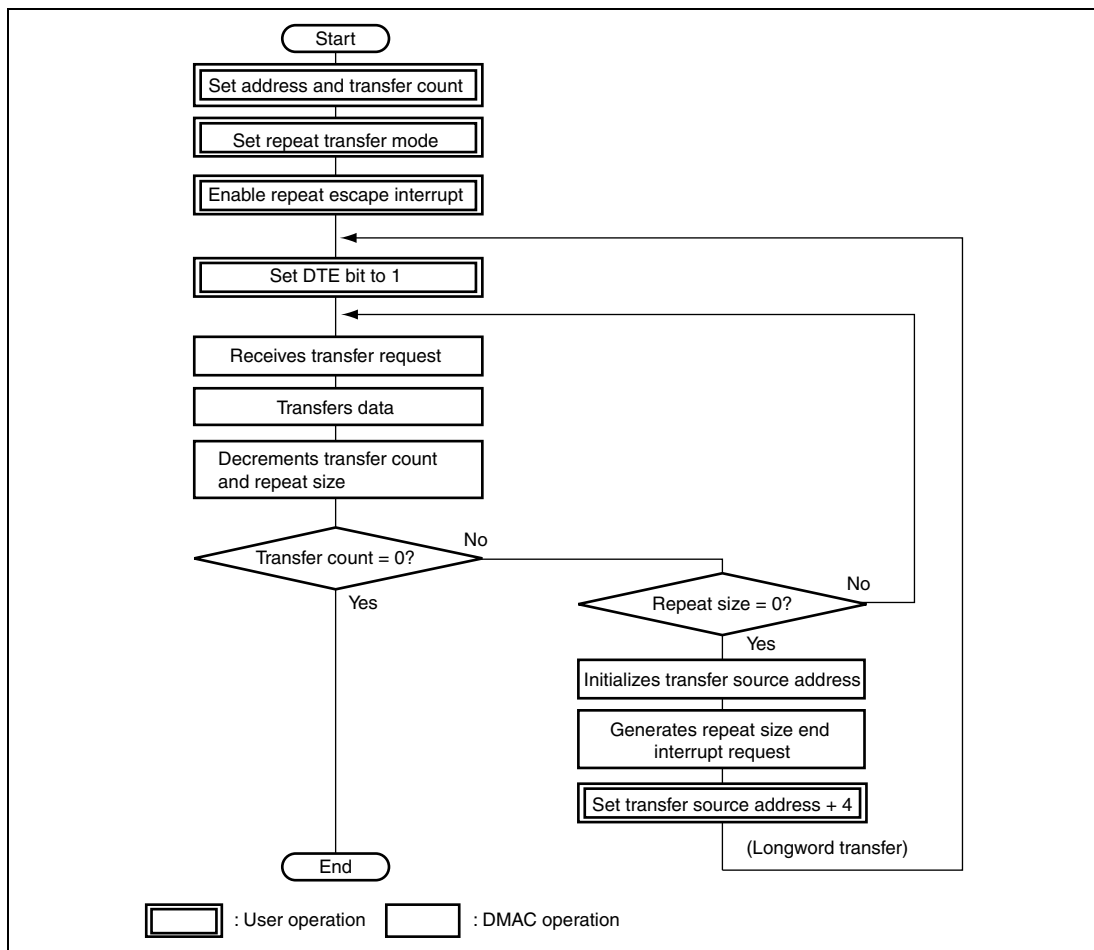 Start
Set address and transfer count
Set repeat transfer mode
Enable repeat escape interrupt
Set DTE bit to 1
Receives transfer request
Transfers data
Decrements transfer count
and repeat size
Transfer count = 0?
No
Yes
Repeat size = 0?
No
Yes
Initializes transfer source address
Generates repeat size end
interrupt request
Set transfer source address + 4
(Longword transfer)
End
: User operation
: DMAC operation